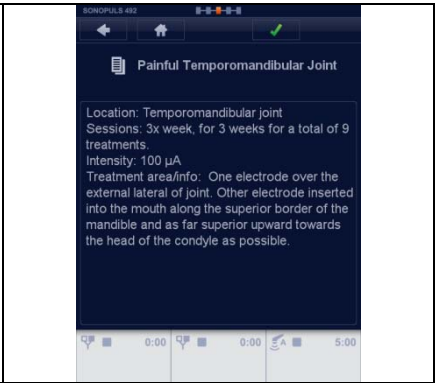 SONOPULS 492
Painful Temporomandibular Joint
Location: Temporomandibular joint
Sessions: 3x week, for 3 weeks for a total of 9
treatments.
Intensity: 100 µA
Treatment area/info: One electrode over the
external lateral of joint. Other electrode inserted
into the mouth along the superior border of the
mandible and as far superior upward towards
the head of the condyle as possible.
0:00 0:00 A 5:00